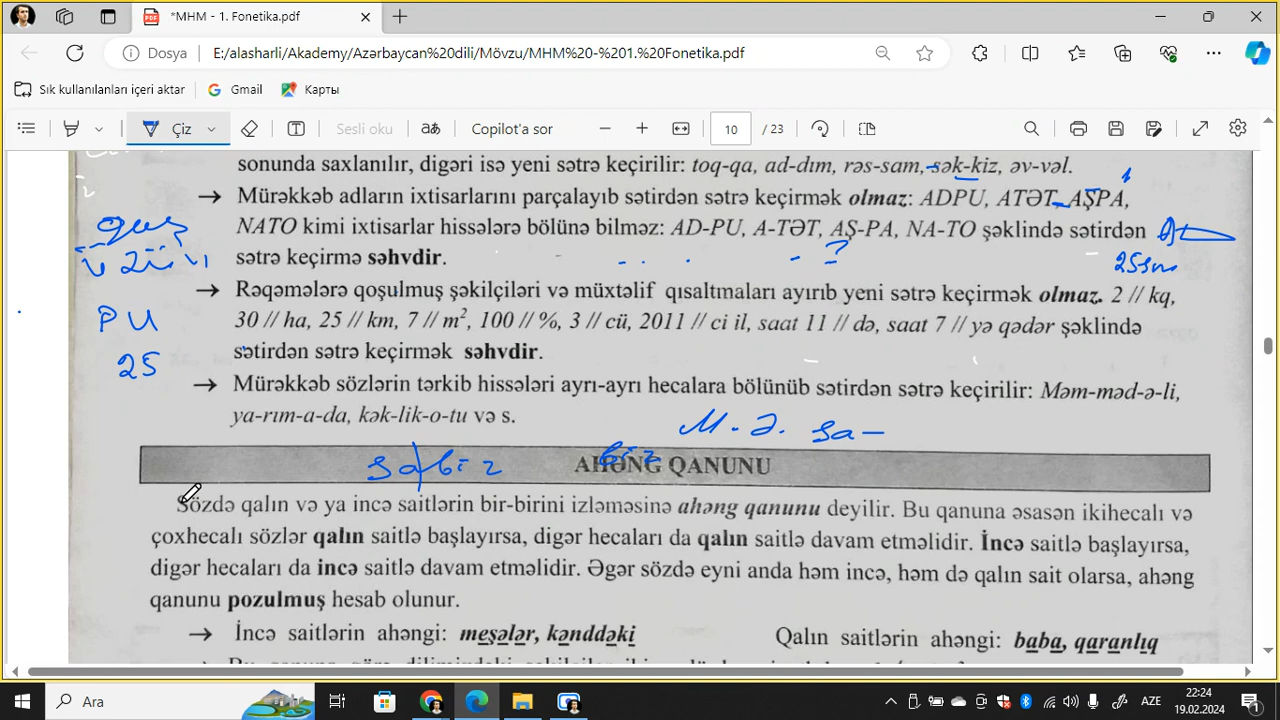 *MHM - 1. Fonetika.pdf
Dosya E:/alasharli/Akademy/Azərbaycan%20dili/Mövzu/MHM%20-%201.%20Fonetika.pdf
Sık kullanılanları içeri aktar Gmail Карты
Çiz aあ Sesli oku Copilot'a sor 10 / 23
sonunda saxlanılır, digəri isə yeni sətrə keçirilir: toq-qa, ad-dım, rəs-sam, sək-kiz, əv-vəl.
→ Mürəkkəb adların ixtisarlarını parçalayıb sətirdən sətrə keçirmək olmaz: ADPU, ATƏT, AŞPA,
NATO kimi ixtisarlar hissələrə bölünə bilməz: AD-PU, A-TƏT, AŞ-PA, NA-TO şəklində sətirdən
sətrə keçirmə səhvdir.
25sm
→ Rəqəmələrə qoşulmuş şəkilçiləri və müxtəlif qısaltmaları ayırıb yeni sətrə keçirmək olmaz. 2 // kq,
PU
30 // ha, 25 // km, 7 // m², 100 // %, 3 // cü, 2011 // ci il, saat 11 // də, saat 7 // yə qədər şəklində
25
sətirdən sətrə keçirmək səhvdir.
→ Mürəkkəb sözlərin tərkib hissələri ayrı-ayrı hecalara bölünüb sətirdən sətrə keçirilir: Məm-məd-ə-li,
ya-rım-a-da, kək-lik-o-tu və s.
M. Ə. Sa-
sa|biz biz
AHƏNG QANUNU
Sözdə qalın və ya incə saitlərin bir-birini izləməsinə ahəng qanunu deyilir. Bu qanuna əsasən ikihecalı və
çoxhecalı sözlər qalın saitlə başlayırsa, digər hecaları da qalın saitlə davam etməlidir. İncə saitlə başlayırsa,
digər hecaları da incə saitlə davam etməlidir. Əgər sözdə eyni anda həm incə, həm də qalın sait olarsa, ahəng
qanunu pozulmuş hesab olunur.
→ İncə saitlərin ahəngi: meşələr, kənddəki Qalın saitlərin ahəngi: baba, qaranlıq
Ara
AZE
22:24
19.02.2024